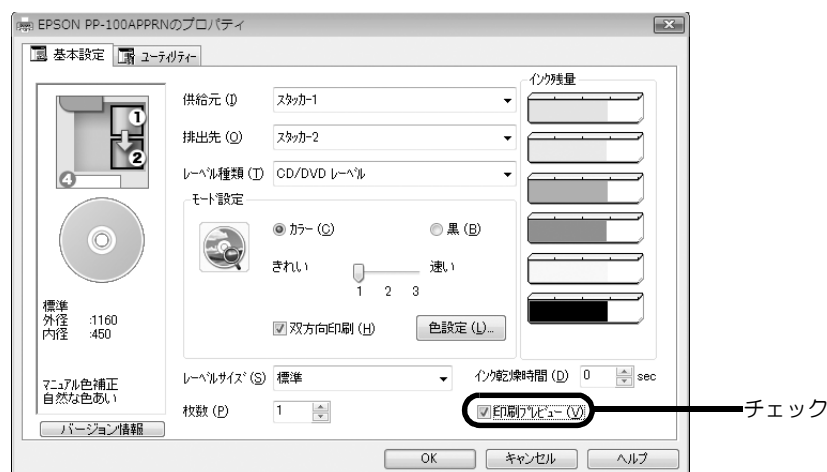 EPSON PP-100APPRNのプロパティ
基本設定 ユーティリティー
1
2
4
標準
外径 :1160
内径 :450
マニュアル色補正
自然な色あい
バージョン情報
供給元 (I) スタッカー1
排出先 (O) スタッカー2
レーベル種類 (T) CD/DVD レーベル
モード設定
カラー (C) 黒 (B)
きれい 速い
1 2 3
双方向印刷 (H) 色設定 (L)...
レーベルサイズ (S) 標準
インク乾燥時間 (D) 0 sec
枚数 (P) 1
印刷プレビュー (V)
インク残量
OK キャンセル ヘルプ
チェック